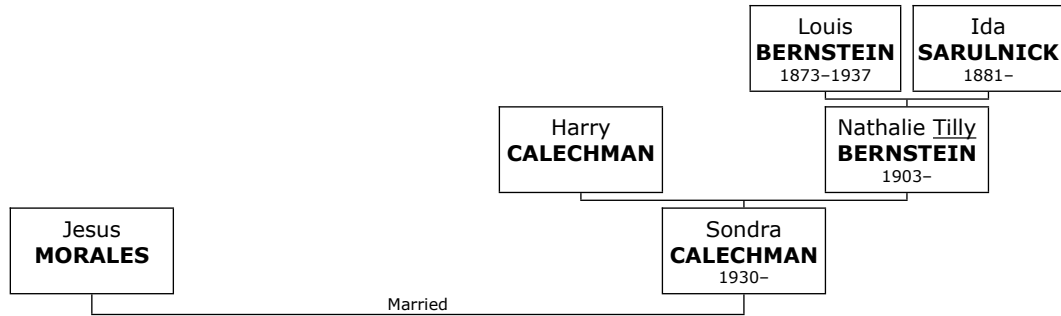 Louis
BERNSTEIN
1873–1937
Ida
SARULNICK
1881–
Harry
CALECHMAN
Nathalie Tilly
BERNSTEIN
1903–
Jesus
MORALES
Sondra
CALECHMAN
1930–
Married